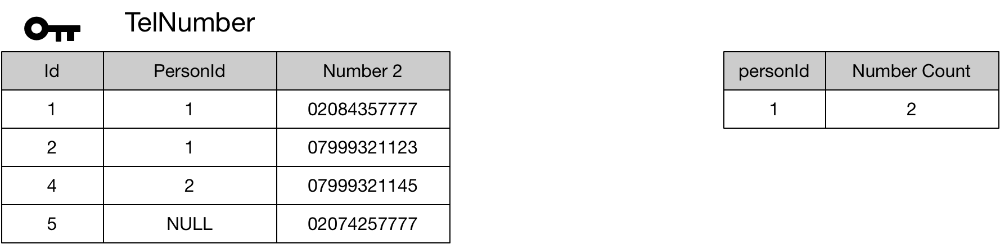 TelNumber
Id PersonId Number 2 personId Number Count
1 1 02084357777 1 2
2 1 07999321123
4 2 07999321145
5 NULL 02074257777